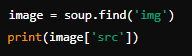 image = soup.find('img')
print(image['src'])